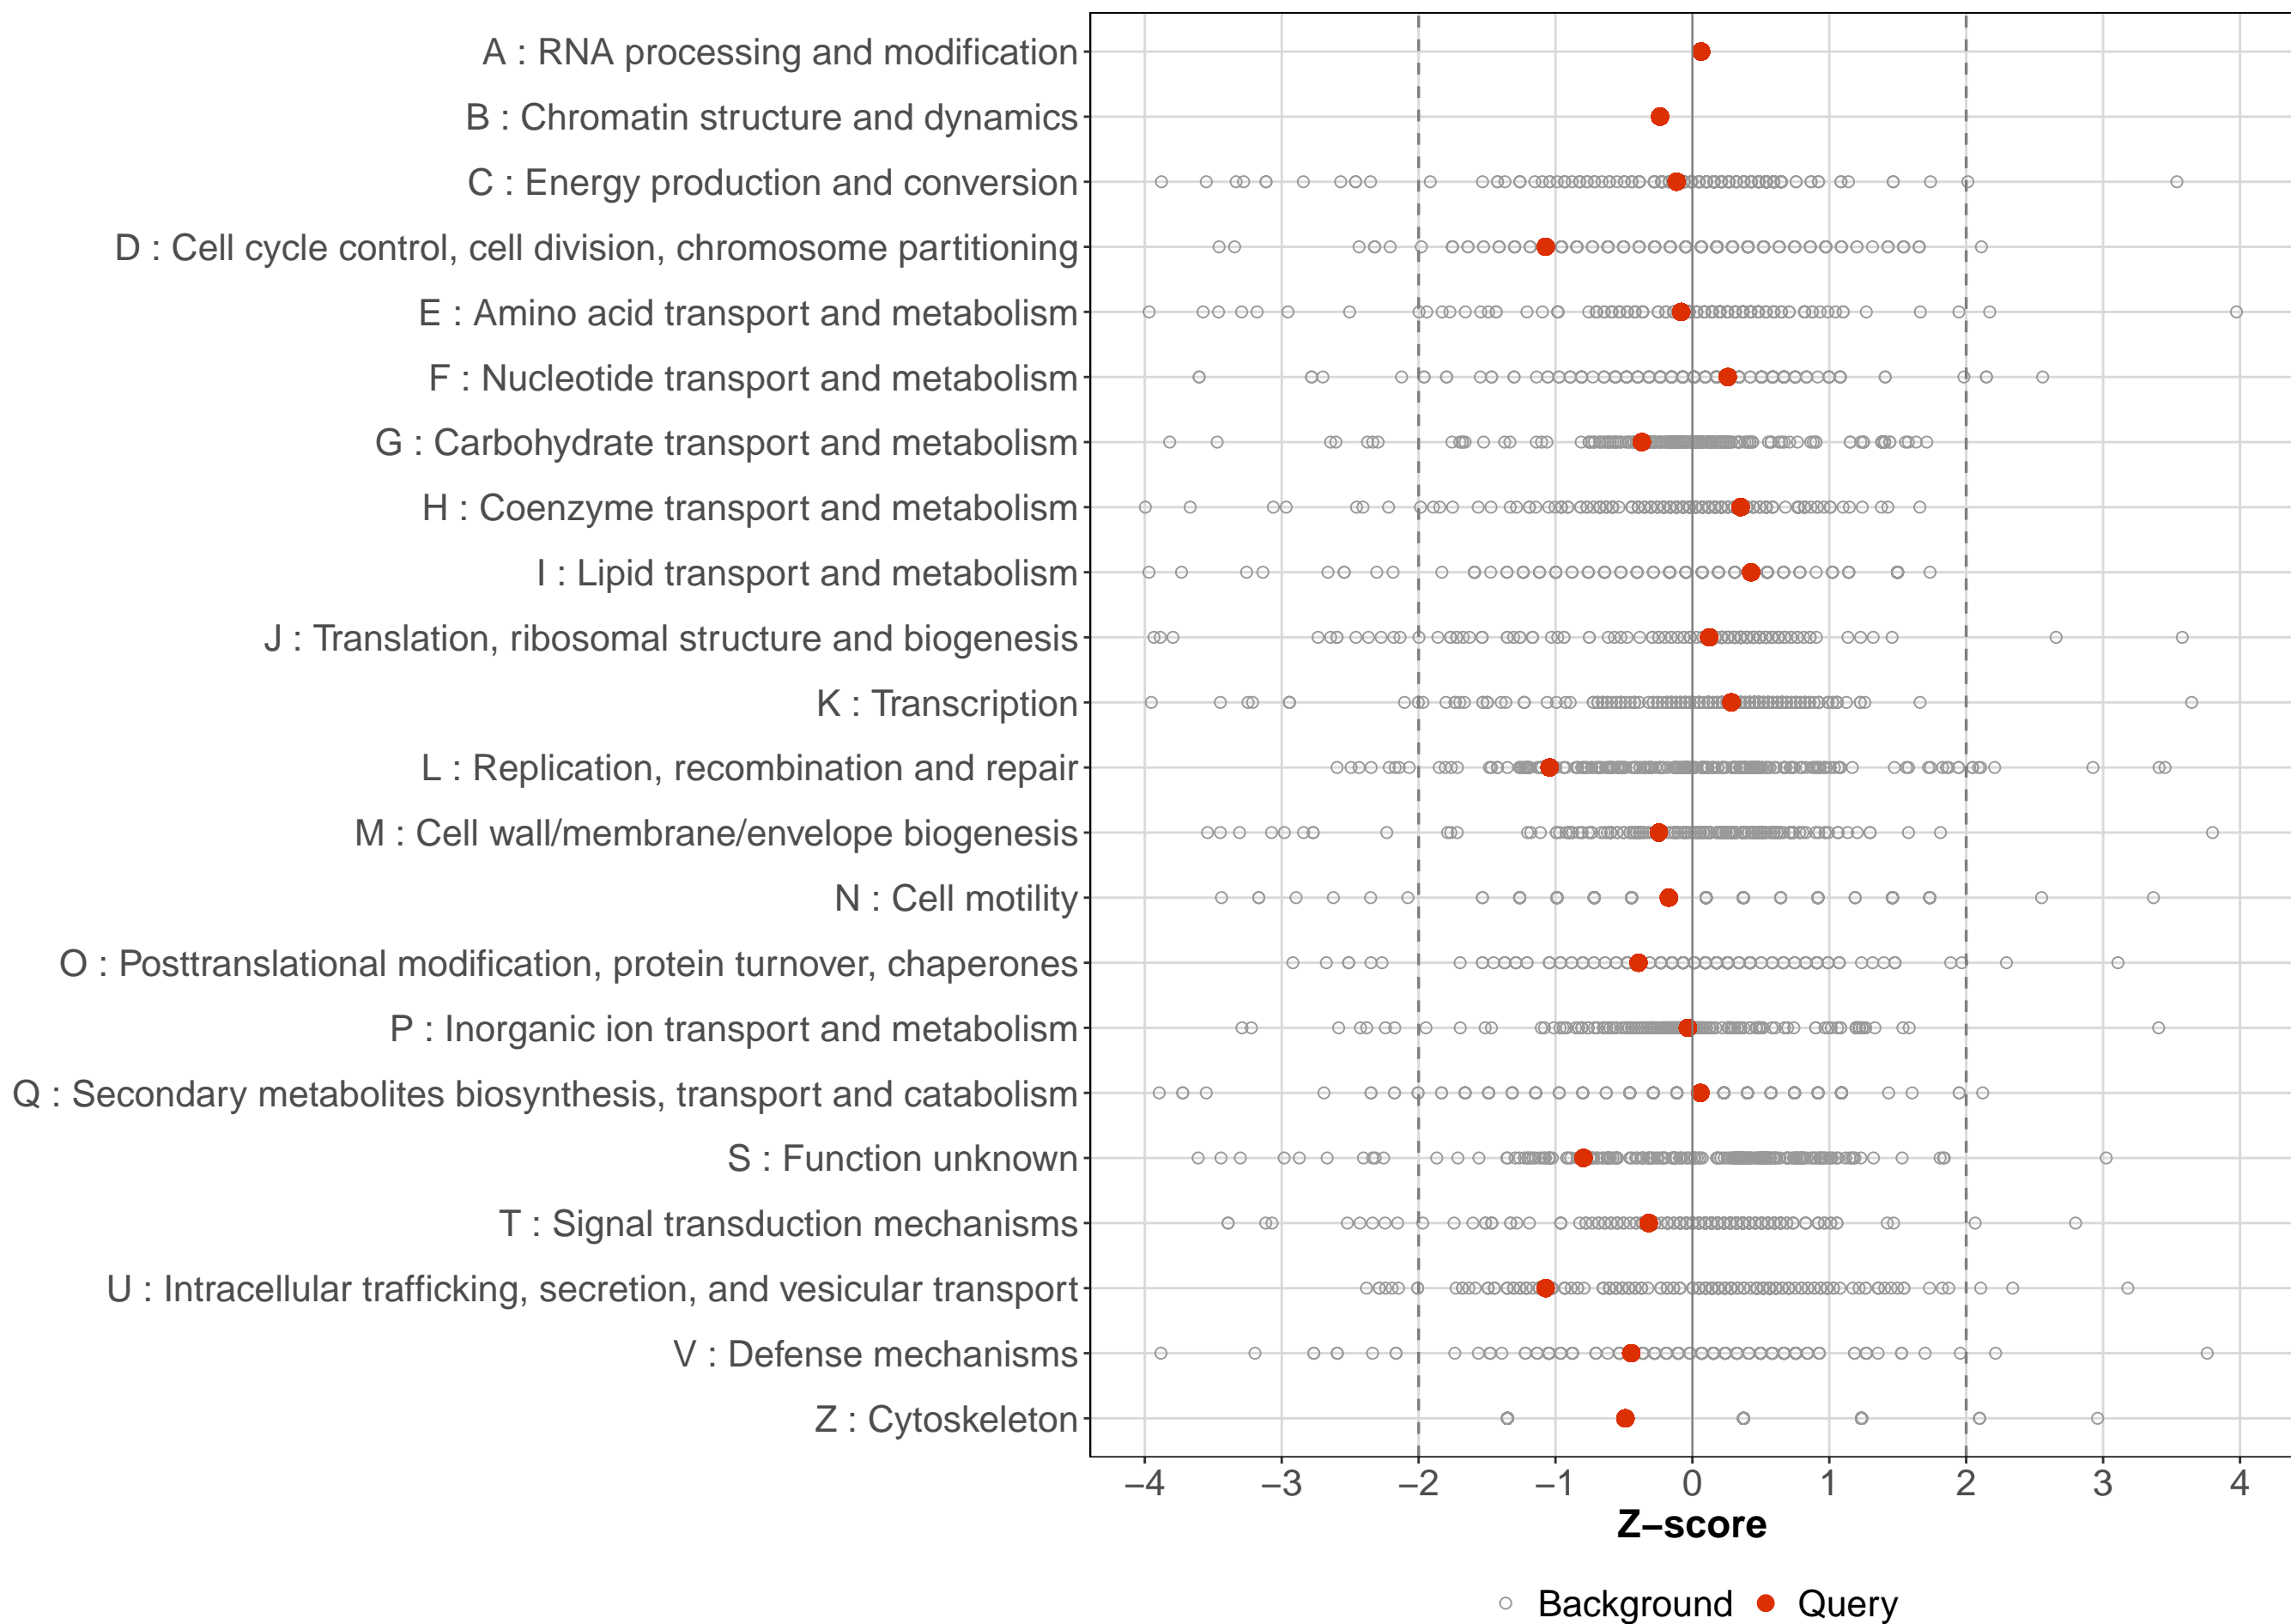 A : RNA processing and modification
B : Chromatin structure and dynamics
C : Energy production and conversion
D : Cell cycle control, cell division, chromosome partitioning
E : Amino acid transport and metabolism
F : Nucleotide transport and metabolism
G : Carbohydrate transport and metabolism
H : Coenzyme transport and metabolism
I : Lipid transport and metabolism
J : Translation, ribosomal structure and biogenesis
K : Transcription
L : Replication, recombination and repair
M : Cell wall/membrane/envelope biogenesis
N : Cell motility
O : Posttranslational modification, protein turnover, chaperones
P : Inorganic ion transport and metabolism
Q : Secondary metabolites biosynthesis, transport and catabolism
S : Function unknown
T : Signal transduction mechanisms
U : Intracellular trafficking, secretion, and vesicular transport
V : Defense mechanisms
Z : Cytoskeleton
−4 −3 −2 −1 0 1 2 3 4
Z−score
Background Query